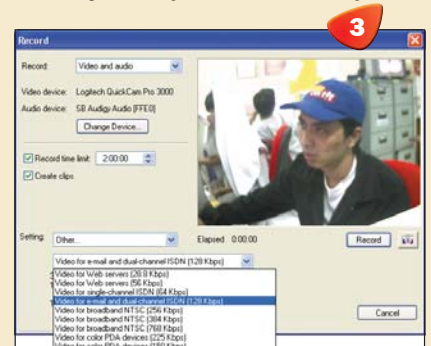 3
Record
Record: Video and audio
Video device: Logitech QuickCam Pro 3000
Audio device: SB Audigy Audio [FFE0]
Change Device...
Record time limit: 2:00:00
Create clips
Setting: Other... Elapsed 0:00:00 Record
Video for e-mail and dual-channel ISDN (128 Kbps)
Video for Web servers (28.8 Kbps)
Video for Web servers (56 Kbps)
Video for single-channel ISDN (64 Kbps)
Video for e-mail and dual-channel ISDN (128 Kbps)
Video for broadband NTSC (256 Kbps)
Cancel
Video for broadband NTSC (384 Kbps)
Video for broadband NTSC (768 Kbps)
Video for color PDA devices (225 Kbps)